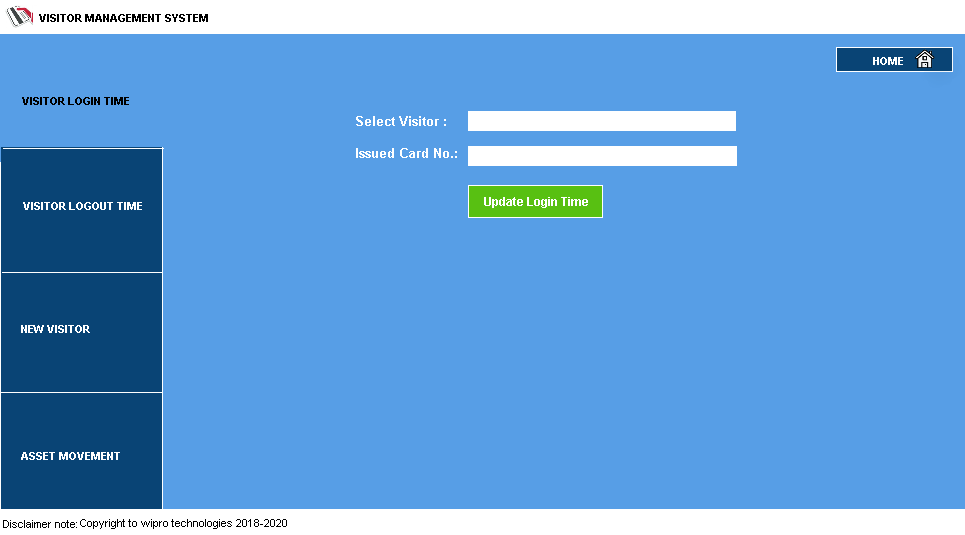 VISITOR MANAGEMENT SYSTEM
HOME
VISITOR LOGIN TIME
Select Visitor :
Issued Card No.:
Update Login Time
VISITOR LOGOUT TIME
NEW VISITOR
ASSET MOVEMENT
Disclaimer note: Copyright to wipro technologies 2018-2020